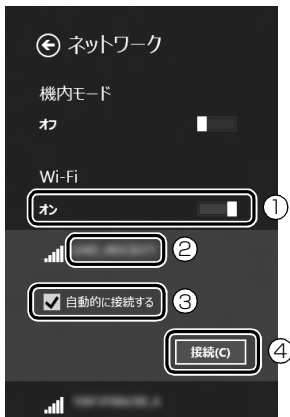 ネットワーク
機内モード
オフ
Wi-Fi
オン ①
②
自動的に接続する ③
接続(C) ④